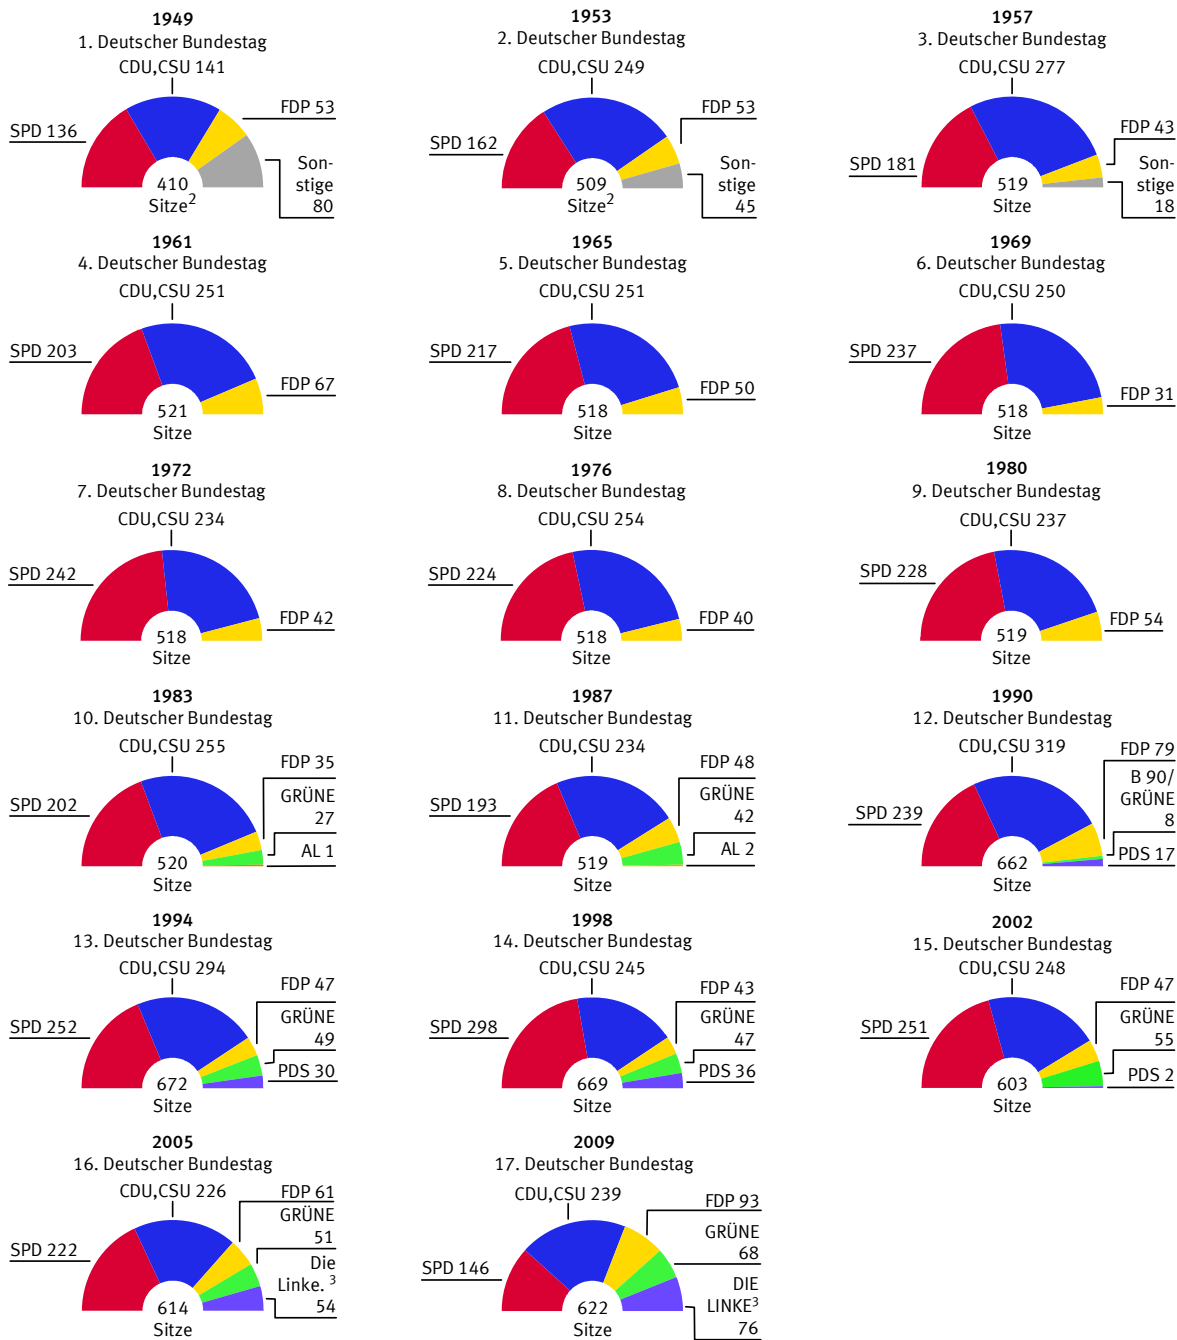 1949
1. Deutscher Bundestag
CDU,CSU 141
FDP 53
SPD 136
Son-
stige
80
410
Sitze2
1953
2. Deutscher Bundestag
CDU,CSU 249
FDP 53
SPD 162
Son-
stige
45
509
Sitze2
1957
3. Deutscher Bundestag
CDU,CSU 277
FDP 43
SPD 181
Son-
stige
18
519
Sitze
1961
4. Deutscher Bundestag
CDU,CSU 251
SPD 203
FDP 67
521
Sitze
1965
5. Deutscher Bundestag
CDU,CSU 251
SPD 217
FDP 50
518
Sitze
1969
6. Deutscher Bundestag
CDU,CSU 250
SPD 237
FDP 31
518
Sitze
1972
7. Deutscher Bundestag
CDU,CSU 234
SPD 242
FDP 42
518
Sitze
1976
8. Deutscher Bundestag
CDU,CSU 254
SPD 224
FDP 40
518
Sitze
1980
9. Deutscher Bundestag
CDU,CSU 237
SPD 228
FDP 54
519
Sitze
1983
10. Deutscher Bundestag
CDU,CSU 255
FDP 35
GRÜNE
27
SPD 202
AL 1
520
Sitze
1987
11. Deutscher Bundestag
CDU,CSU 234
FDP 48
GRÜNE
42
SPD 193
AL 2
519
Sitze
1990
12. Deutscher Bundestag
CDU,CSU 319
FDP 79
B 90/
GRÜNE
8
SPD 239
PDS 17
662
Sitze
1994
13. Deutscher Bundestag
CDU,CSU 294
FDP 47
GRÜNE
49
SPD 252
PDS 30
672
Sitze
1998
14. Deutscher Bundestag
CDU,CSU 245
FDP 43
GRÜNE
47
SPD 298
PDS 36
669
Sitze
2002
15. Deutscher Bundestag
CDU,CSU 248
FDP 47
GRÜNE
55
SPD 251
PDS 2
603
Sitze
2005
16. Deutscher Bundestag
CDU,CSU 226
FDP 61
GRÜNE
51
SPD 222
Die
Linke. 3
54
614
Sitze
2009
17. Deutscher Bundestag
CDU,CSU 239
FDP 93
GRÜNE
68
SPD 146
DIE
LINKE3
76
622
Sitze